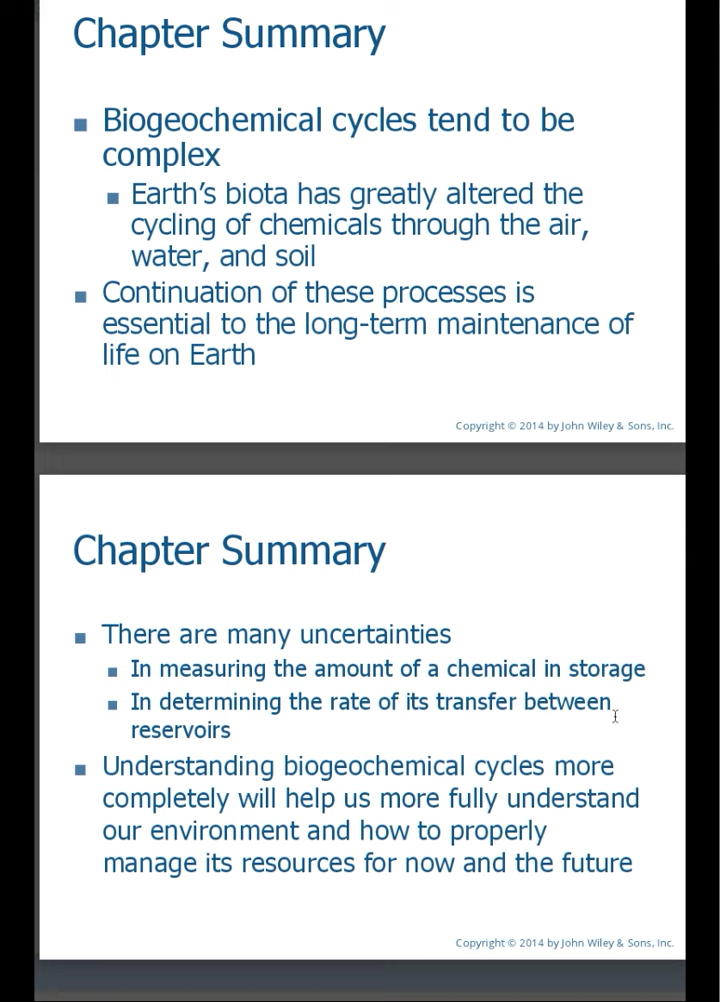 Chapter Summary
Biogeochemical cycles tend to be
complex
Earth's biota has greatly altered the
cycling of chemicals through the air,
water, and soil
Continuation of these processes is
essential to the long-term maintenance of
life on Earth
Copyright © 2014 by John Wiley & Sons, Inc.
Chapter Summary
There are many uncertainties
In measuring the amount of a chemical in storage
In determining the rate of its transfer between
reservoirs
Understanding biogeochemical cycles more
completely will help us more fully understand
our environment and how to properly
manage its resources for now and the future
Copyright © 2014 by John Wiley & Sons, Inc.